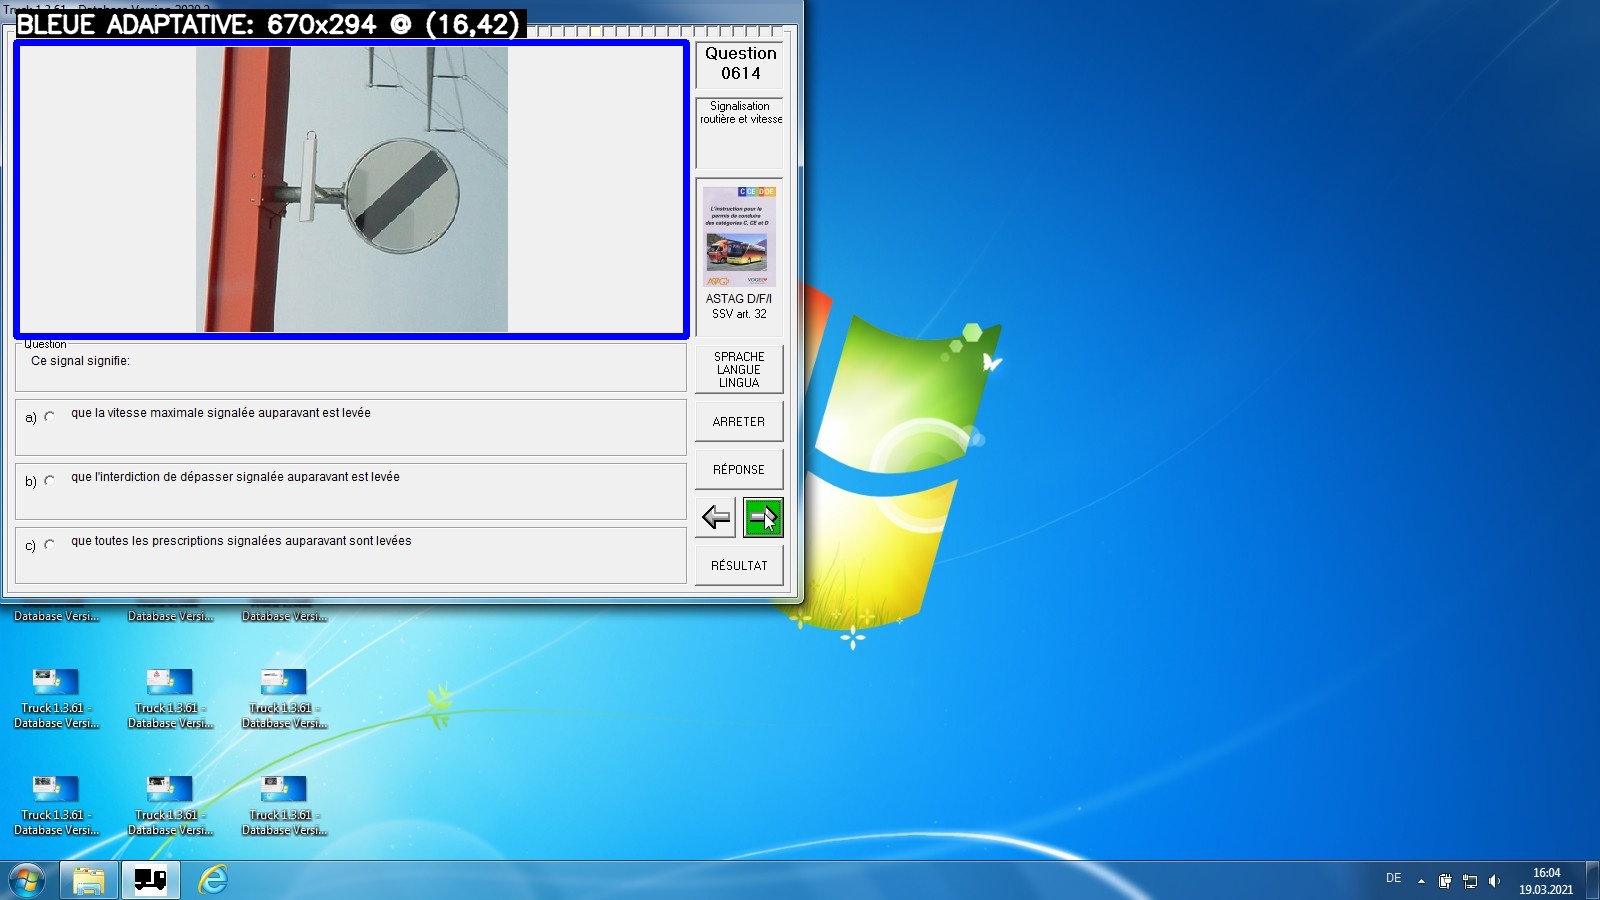 BLEUE ADAPTATIVE: 670x294 @ (16,42)
Question
0614
Signalisation
routière et vitesse
C CE D DE
L'instruction pour le
permis de conduire
des catégories C, CE et D
ASTAG D/F/I
SSV art. 32
Question
Ce signal signifie:
a) que la vitesse maximale signalée auparavant est levée
b) que l'interdiction de dépasser signalée auparavant est levée
c) que toutes les prescriptions signalées auparavant sont levées
SPRACHE
LANGUE
LINGUA
ARRETER
RÉPONSE
RÉSULTAT
Database Versi...
Database Versi...
Database Versi...
Truck 1.3.61 -
Database Versi...
Truck 1.3.61 -
Database Versi...
Truck 1.3.61 -
Database Versi...
Truck 1.3.61 -
Database Versi...
Truck 1.3.61 -
Database Versi...
Truck 1.3.61 -
Database Versi...
DE
16:04
19.03.2021